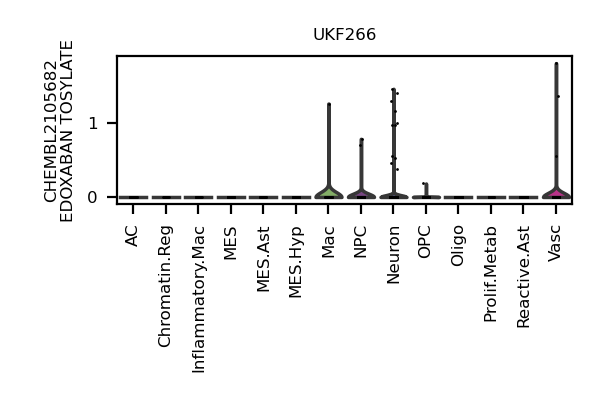 UKF266
CHEMBL2105682
EDOXABAN TOSYLATE
1
0
AC
Chromatin.Reg
Inflammatory.Mac
MES
MES.Ast
MES.Hyp
Mac
NPC
Neuron
OPC
Oligo
Prolif.Metab
Reactive.Ast
Vasc